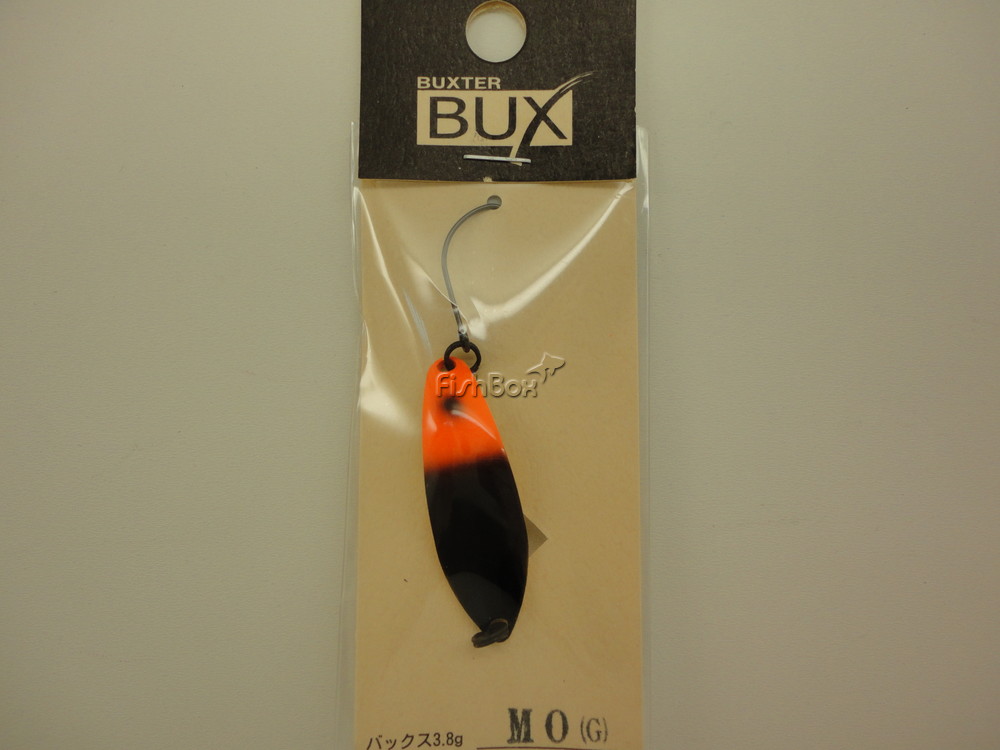 BUXTER
BUX
FishBox
バックス3.8g
MO(G)